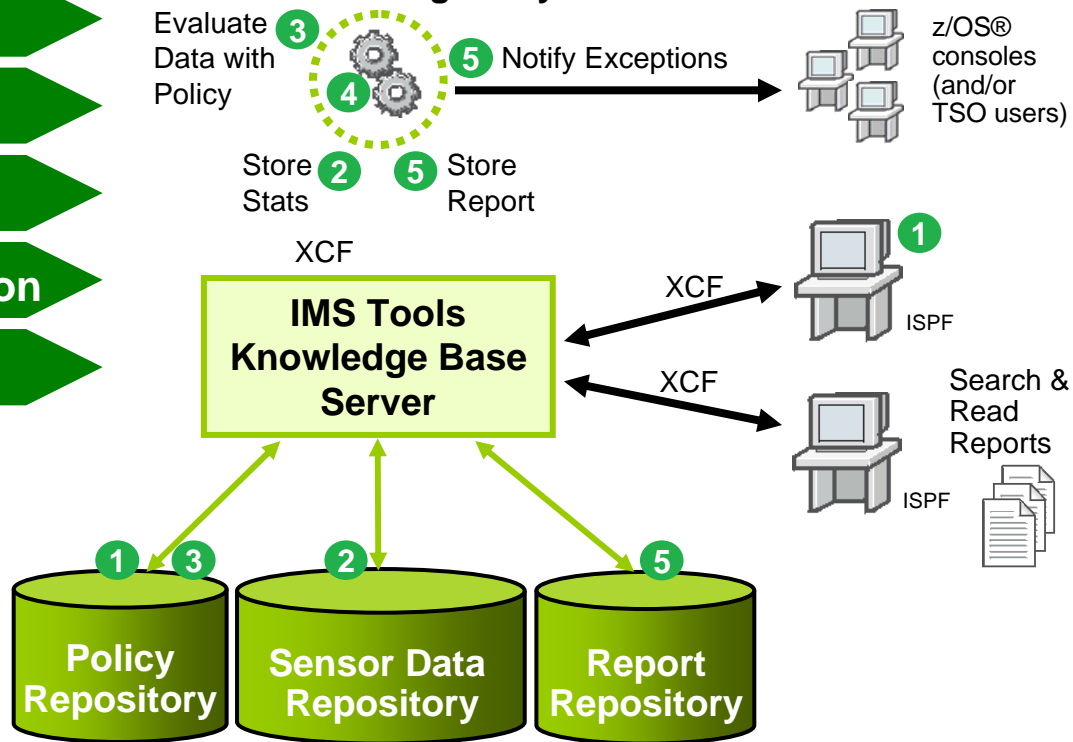 Evaluate
Data with
Policy
3
4
5
Notify Exceptions
z/OS®
consoles
(and/or
TSO users)
Store
Stats
2
5
Store
Report
XCF
on
IMS Tools
Knowledge Base
Server
XCF
1
ISPF
XCF
Search &
Read
Reports
ISPF
1
3
2
5
Policy
Repository
Sensor Data
Repository
Report
Repository